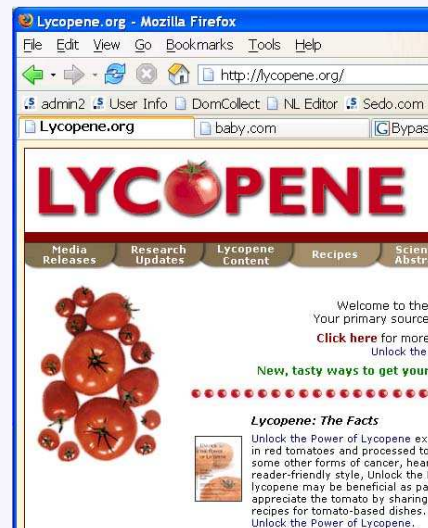 Lycopene.org - Mozilla Firefox
File Edit View Go Bookmarks Tools Help
http://lycopene.org/
admin2 User Info DomCollect NL Editor Sedo.com
Lycopene.org baby.com Bypas
LYCOPENE
Media Releases Research Updates Lycopene Content Recipes Scien Abstr
Welcome to the
Your primary source
Click here for more
Unlock the
New, tasty ways to get your
Lycopene: The Facts
Unlock the Power of Lycopene ex
in red tomatoes and processed to
some other forms of cancer, hear
reader-friendly style, Unlock the
lycopene may be beneficial as pa
appreciate the tomato by sharing
recipes for tomato-based dishes.
Unlock the Power of Lycopene.